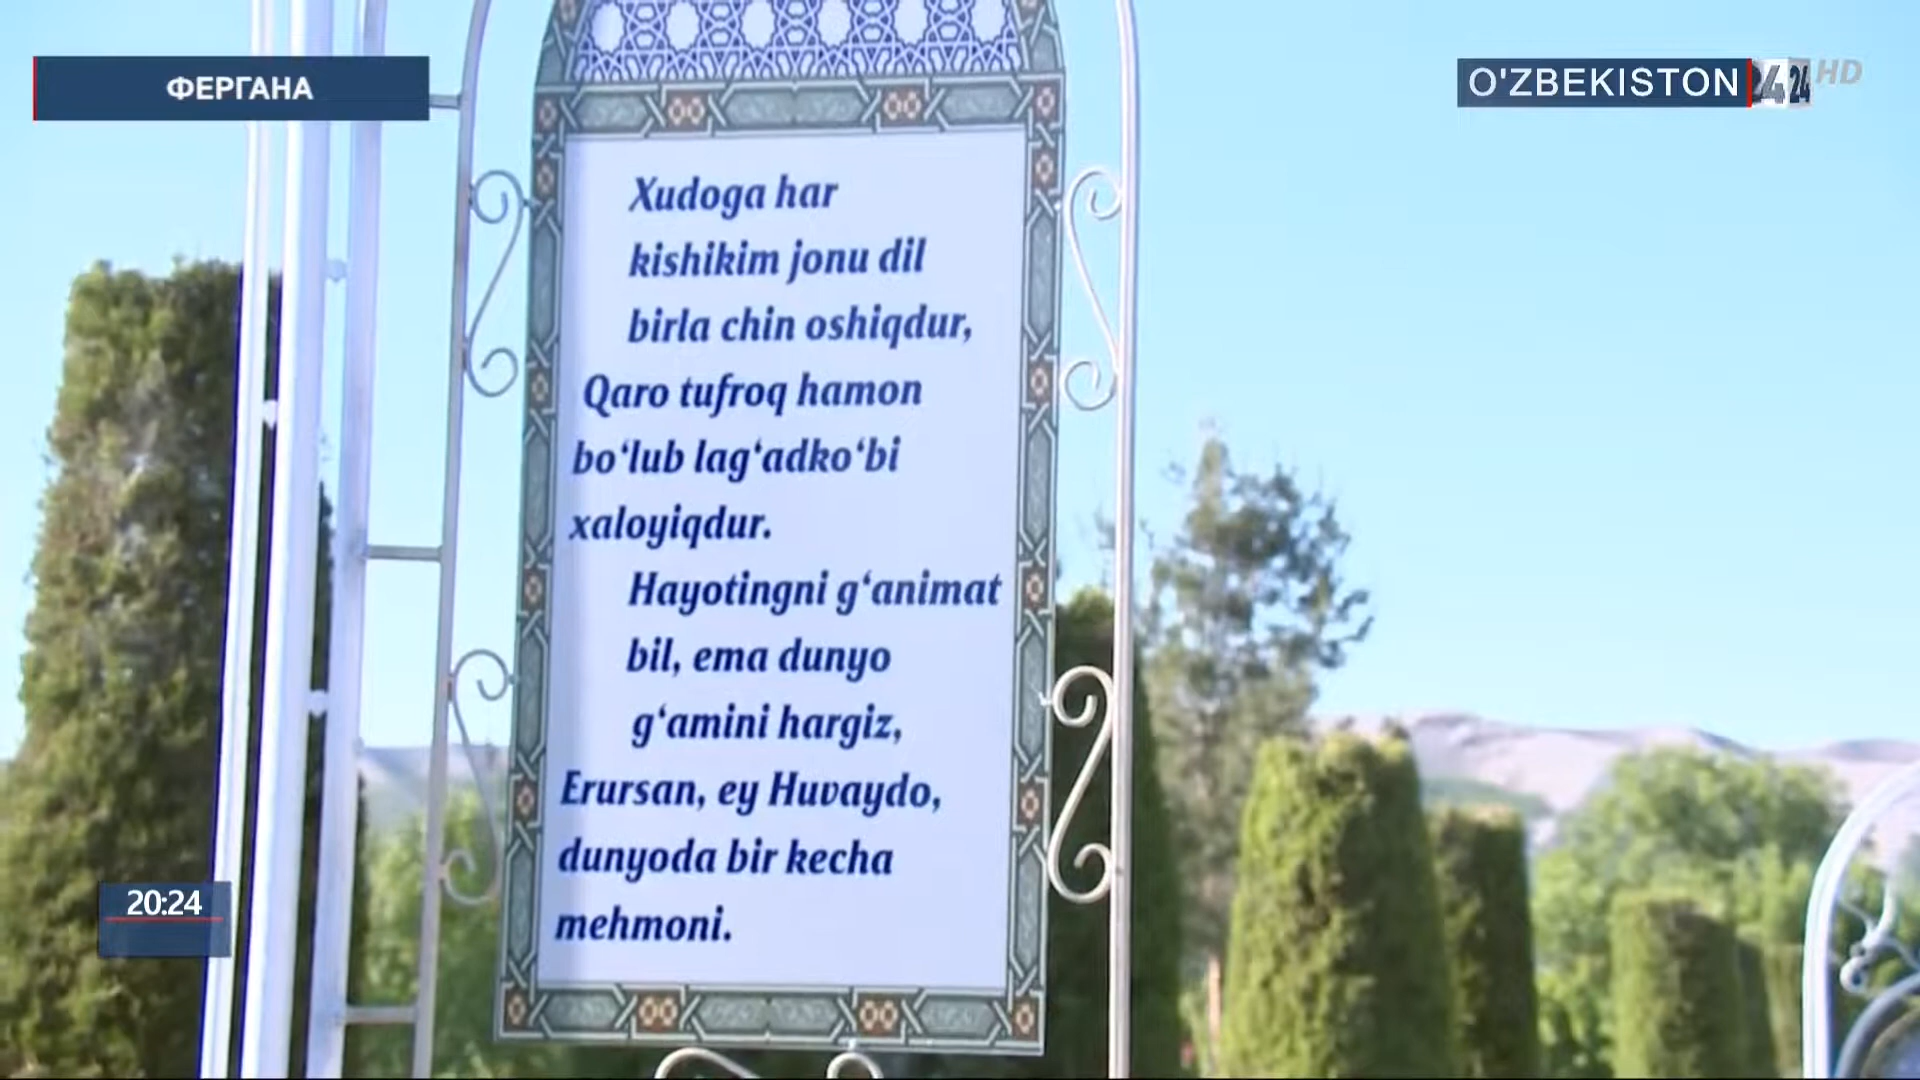 ФЕРГАНА
O'ZBEKISTON 24 24 HD
Xudoga har
kishikim jonu dil
birla chin oshiqdur,
Qaro tufroq hamon
bo‘lub lag‘adko‘bi
xaloyiqdur.
Hayotingni g‘animat
bil, ema dunyo
g‘amini hargiz,
Erursan, ey Huvaydo,
dunyoda bir kecha
mehmoni.
20:24